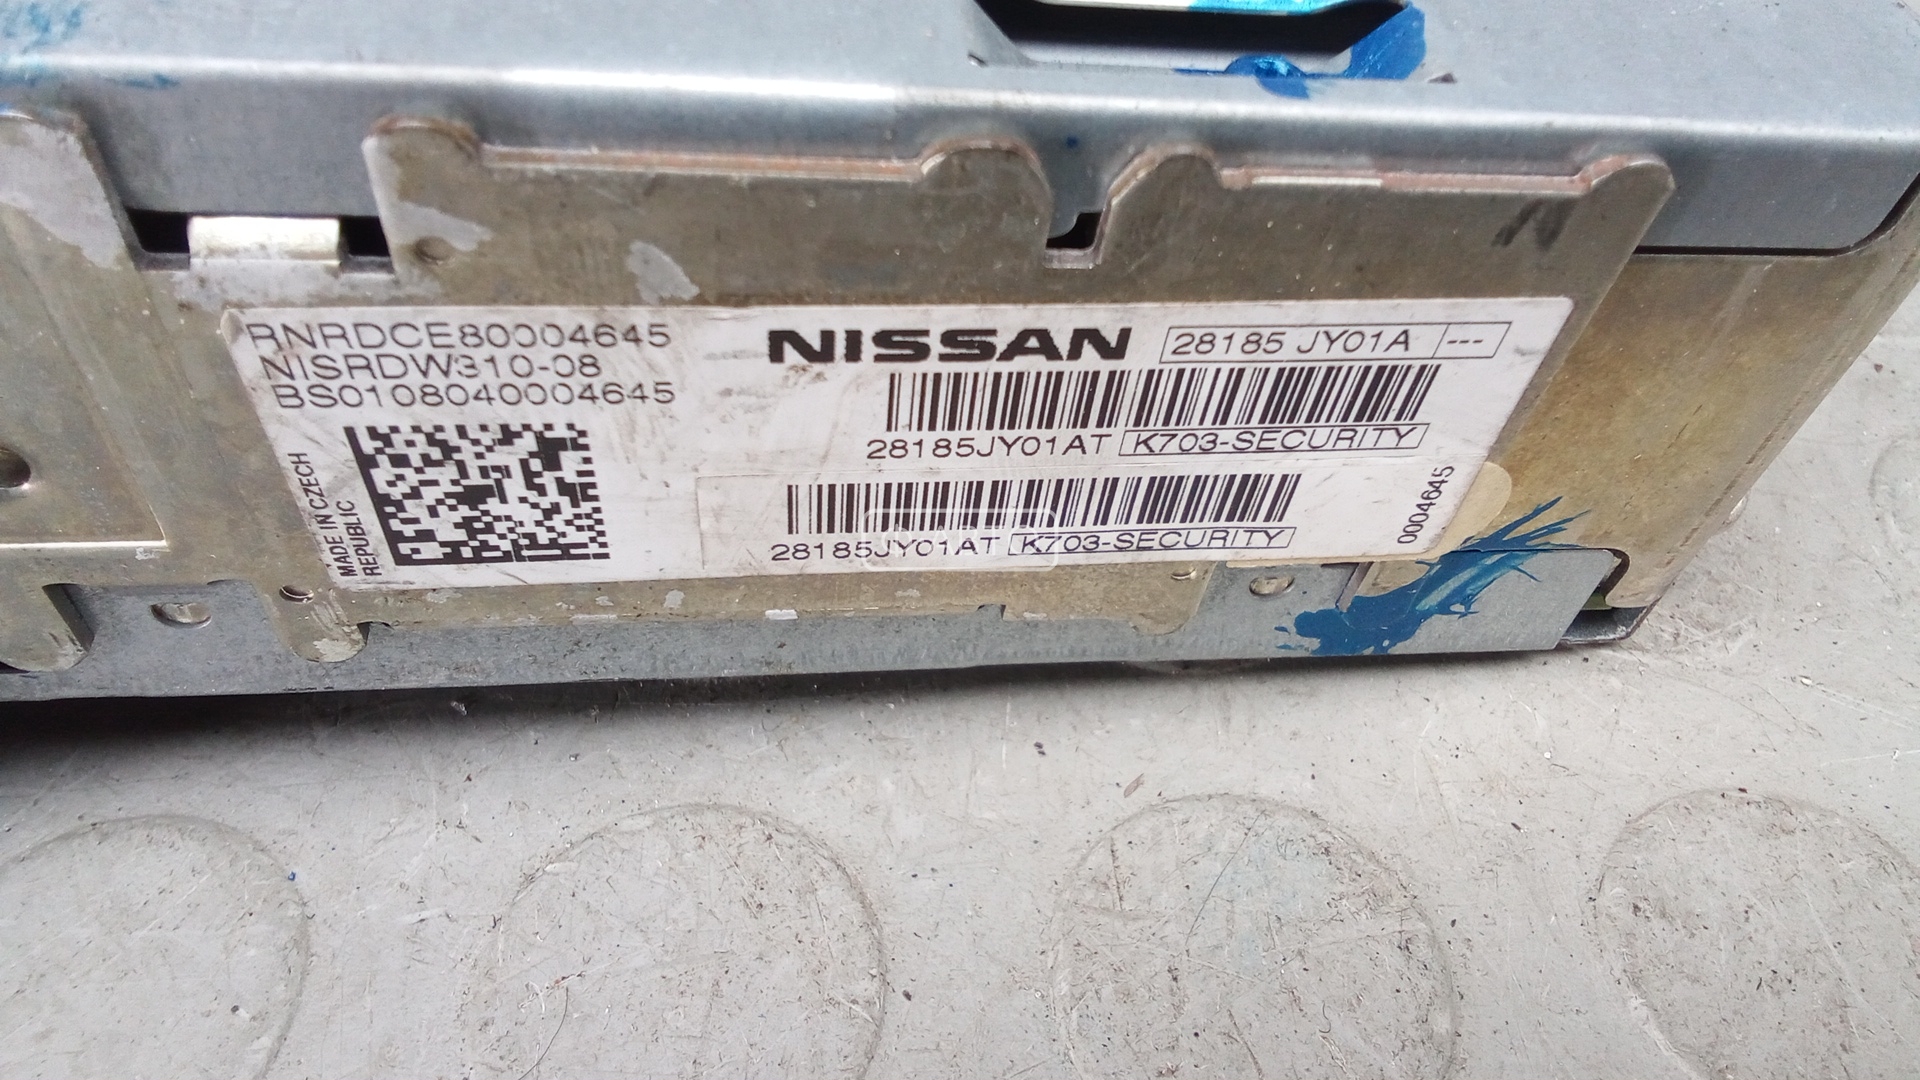 RNRDCE80004645
NISRDW310-08
BS0108040004645
MADE IN CZECH
REPUBLIC
NISSAN
28185 JY01A ---
28185JY01AT K703-SECURITY
28185JY01AT K703-SECURITY
0004645